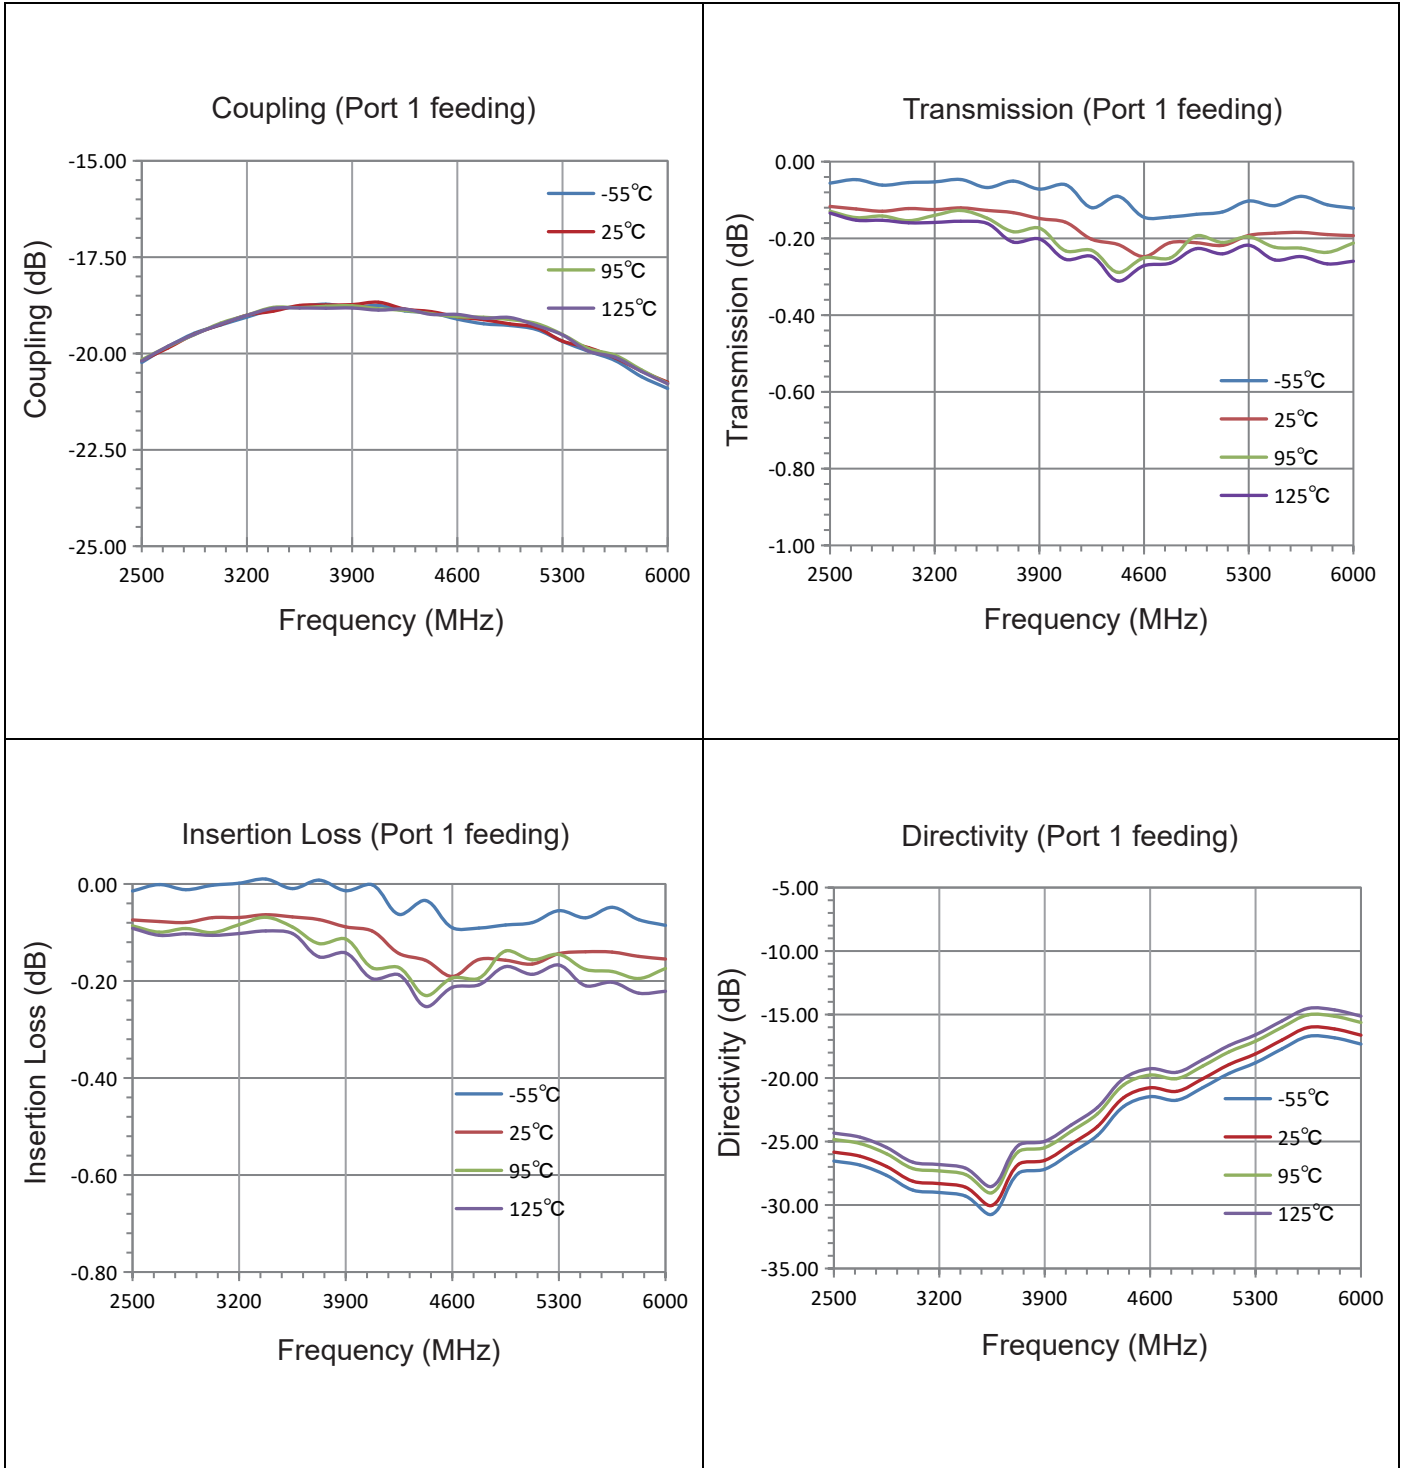 Coupling (Port 1 feeding)
-15.00
-17.50
-20.00
-22.50
-25.00
Coupling (dB)
-55℃
25℃
95℃
125℃
2500 3200 3900 4600 5300 6000
Frequency (MHz)
Transmission (Port 1 feeding)
0.00
-0.20
-0.40
-0.60
-0.80
-1.00
Transmission (dB)
-55℃
25℃
95℃
125℃
2500 3200 3900 4600 5300 6000
Frequency (MHz)
Insertion Loss (Port 1 feeding)
0.00
-0.20
-0.40
-0.60
-0.80
Insertion Loss (dB)
-55℃
25℃
95℃
125℃
2500 3200 3900 4600 5300 6000
Frequency (MHz)
Directivity (Port 1 feeding)
-5.00
-10.00
-15.00
-20.00
-25.00
-30.00
-35.00
Directivity (dB)
-55℃
25℃
95℃
125℃
2500 3200 3900 4600 5300 6000
Frequency (MHz)